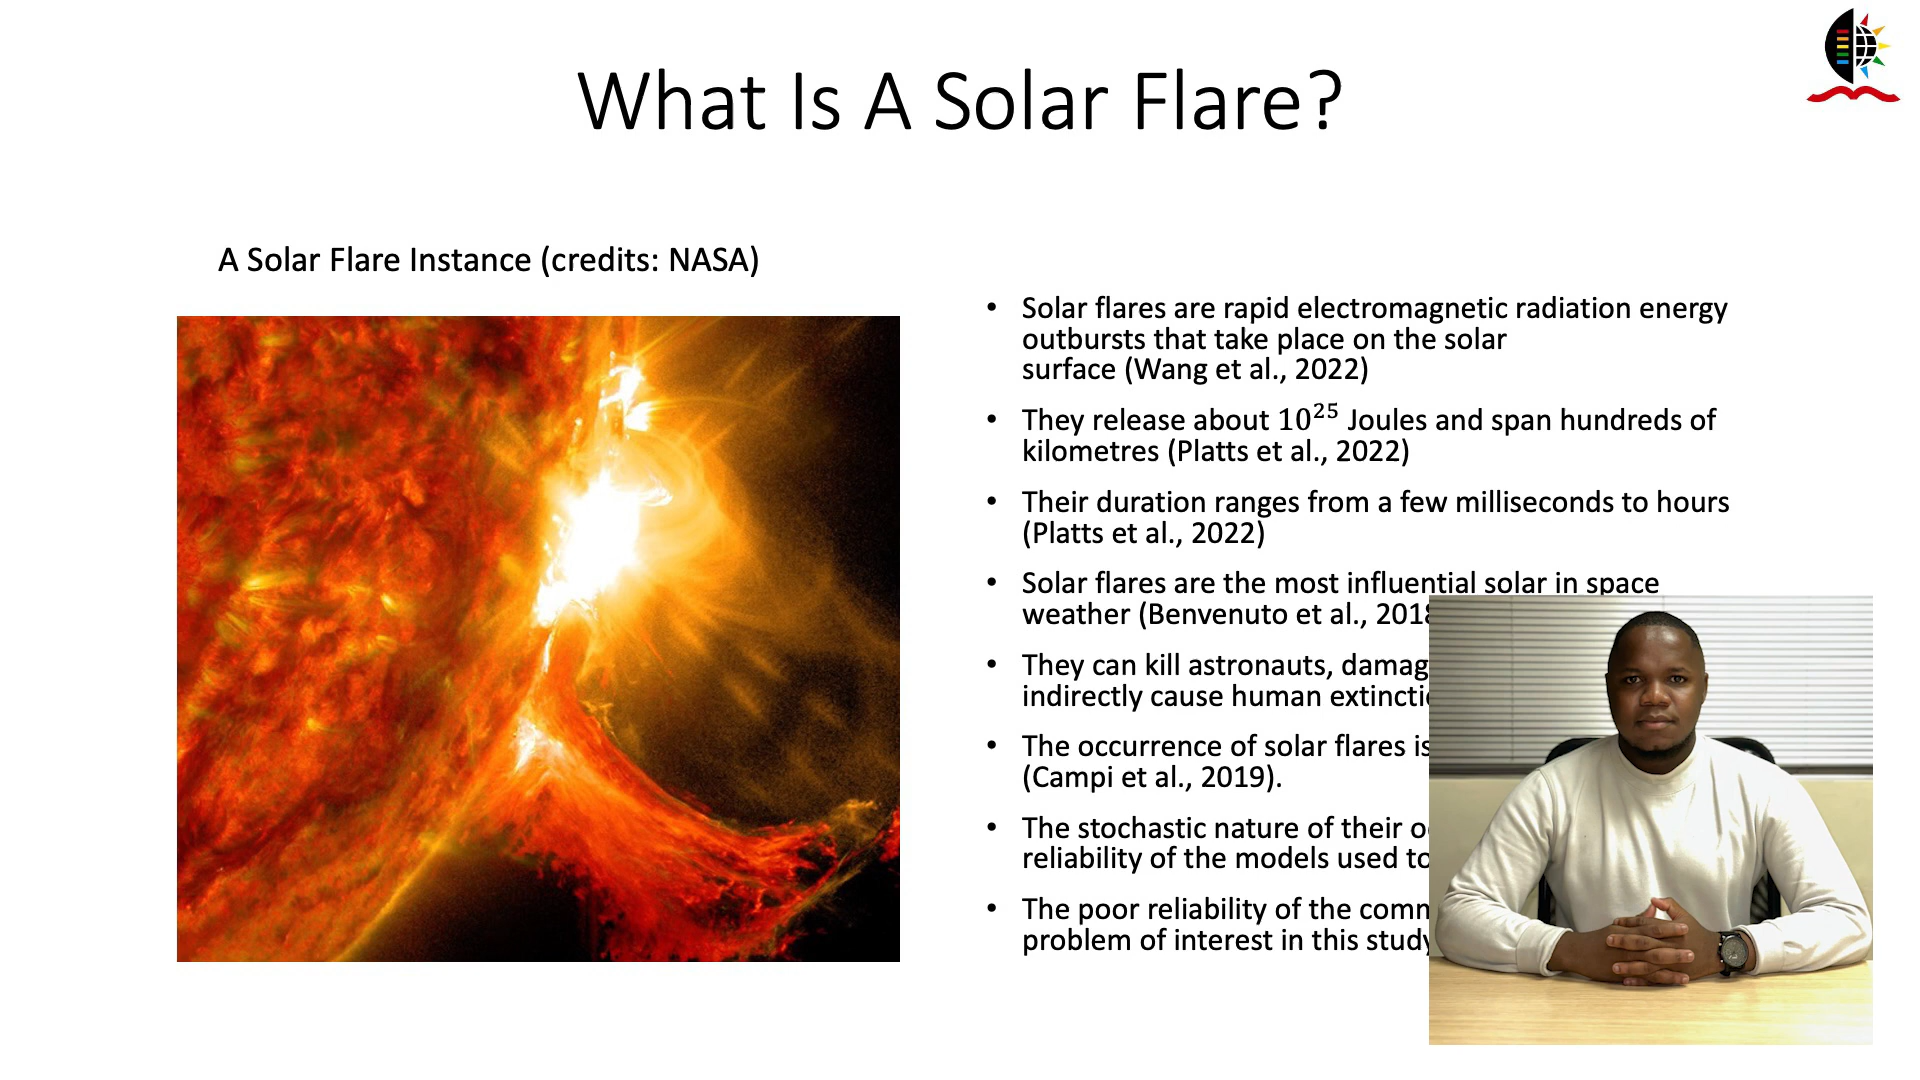 What Is A Solar Flare?
A Solar Flare Instance (credits: NASA)
• Solar flares are rapid electromagnetic radiation energy
outbursts that take place on the solar
surface (Wang et al., 2022)
• They release about 10²⁵ Joules and span hundreds of
kilometres (Platts et al., 2022)
• Their duration ranges from a few milliseconds to hours
(Platts et al., 2022)
• Solar flares are the most influential solar in space
weather (Benvenuto et al., 201
• They can kill astronauts, damag
indirectly cause human extincti
• The occurrence of solar flares is
(Campi et al., 2019).
• The stochastic nature of their o
reliability of the models used to
• The poor reliability of the comm
problem of interest in this study